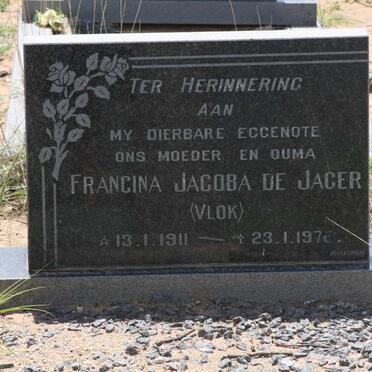 TER HERINNERING
AAN
MY DIERBARE EGGENOTE
ONS MOEDER EN OUMA
FRANCINA JACOBA DE JAGER
(VLOK)
☆ 13.1.1911 — ✝ 23.1.197